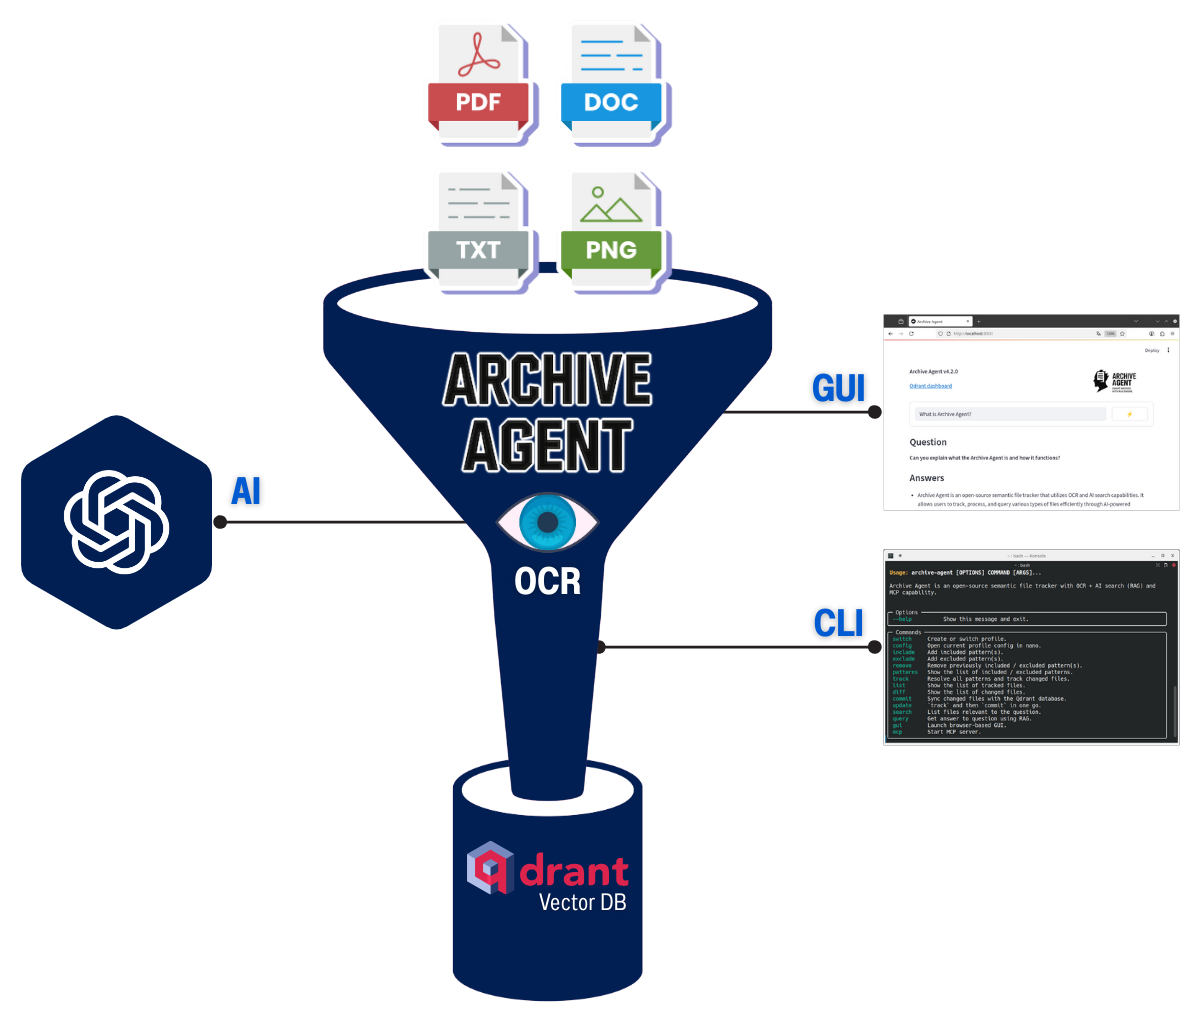 PDF
DOC
TXT
PNG
ARCHIVE
AGENT
OCR
AI
GUI
CLI
Archive Agent
http://localhost:8501
Deploy
Archive Agent v4.2.0
Qdrant dashboard
ARCHIVE
AGENT
What is Archive Agent?
Question
Can you explain what the Archive Agent is and how it functions?
Answers
• Archive Agent is an open-source semantic file tracker that utilizes OCR and AI search capabilities. It
allows users to track, process, and query various types of files efficiently through AI-powered
~ : bash — Konsole
~ : bash
Usage: archive-agent [OPTIONS] COMMAND [ARGS]...
Archive Agent is an open-source semantic file tracker with OCR + AI search (RAG) and
MCP capability.
Options
--help Show this message and exit.
Commands
switch Create or switch profile.
config Open current profile config in nano.
include Add included pattern(s).
exclude Add excluded pattern(s).
remove Remove previously included / excluded pattern(s).
patterns Show the list of included / excluded patterns.
track Resolve all patterns and track changed files.
list Show the list of tracked files.
diff Show the list of changed files.
commit Sync changed files with the Qdrant database.
update `track` and then `commit` in one go.
search List files relevant to the question.
query Get answer to question using RAG.
gui Launch browser-based GUI.
mcp Start MCP server.
qdrant
Vector DB